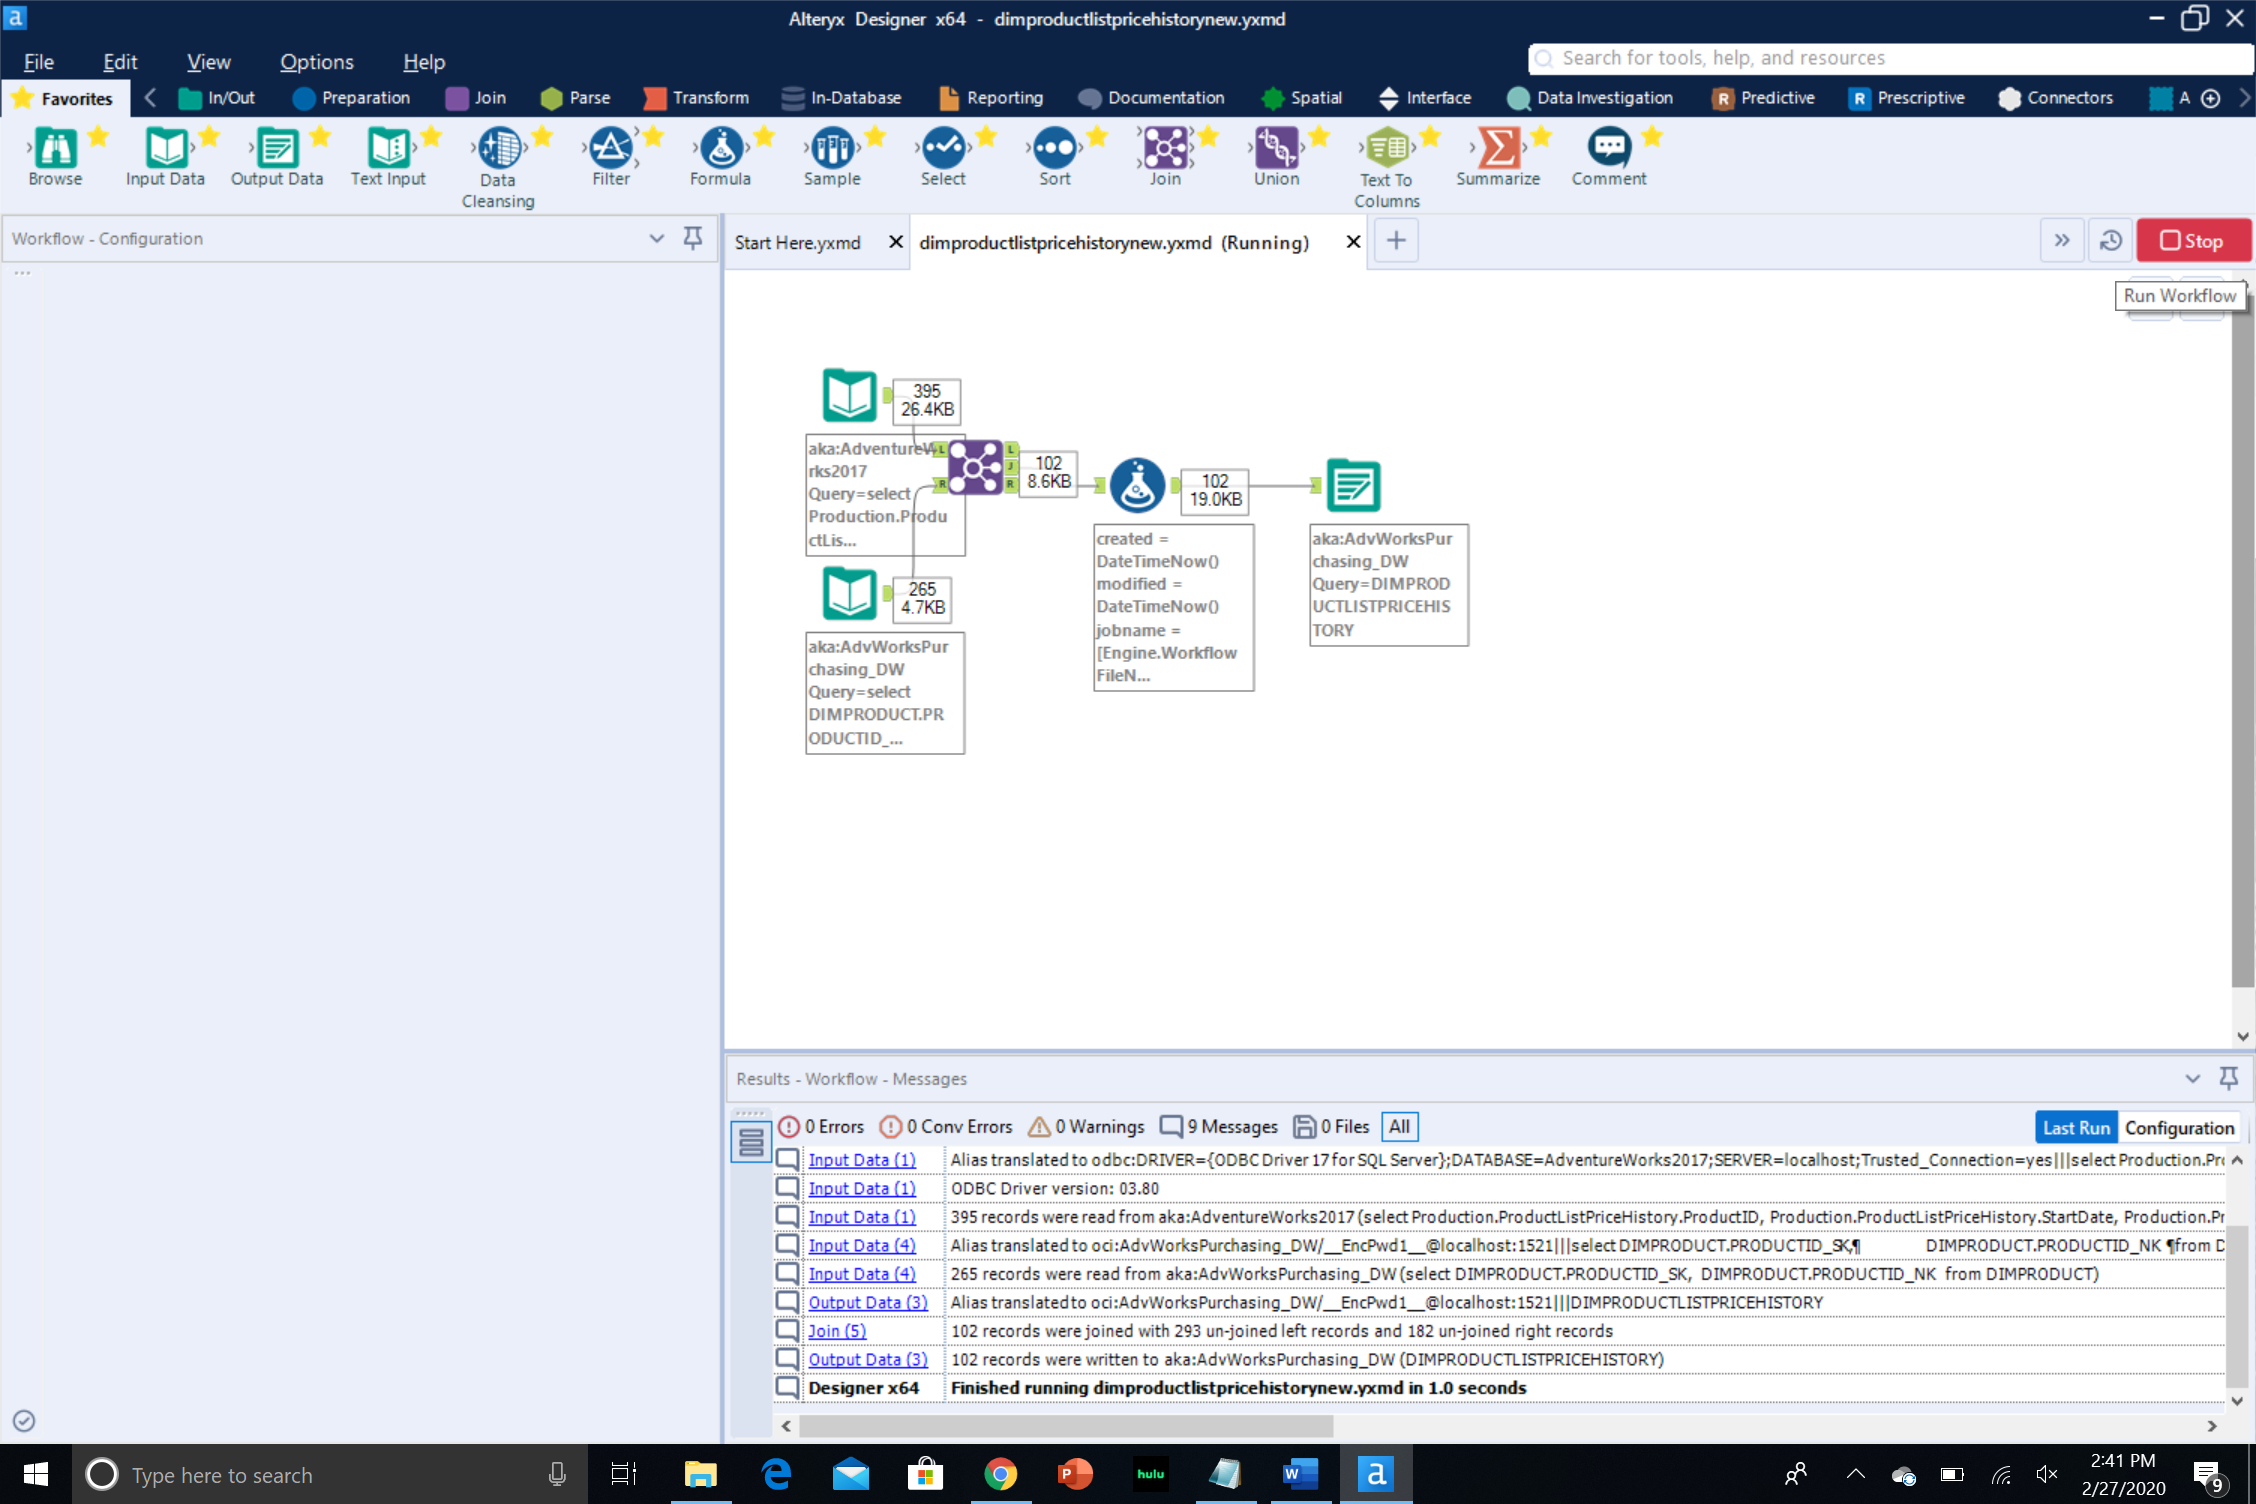 a
Alteryx Designer x64 - dimproductlistpricehistorynew.yxmd
File Edit View Options Help
Search for tools, help, and resources
Favorites In/Out Preparation Join Parse Transform In-Database Reporting Documentation Spatial Interface Data Investigation R Predictive R Prescriptive Connectors A
Browse Input Data Output Data Text Input Data Cleansing Filter Formula Sample Select Sort Join Union Text To Columns Summarize Comment
Workflow - Configuration
Start Here.yxmd
dimproductlistpricehistorynew.yxmd (Running)
Stop
Run Workflow
395
26.4KB
aka:AdventureW
rks2017
Query=select
Production.Produ
ctLis...
L
R
L
J
R
102
8.6KB
102
19.0KB
265
4.7KB
aka:AdvWorksPur
chasing_DW
Query=select
DIMPRODUCT.PR
ODUCTID_...
created =
DateTimeNow()
modified =
DateTimeNow()
jobname =
[Engine.Workflow
FileN...
aka:AdvWorksPur
chasing_DW
Query=DIMPROD
UCTLISTPRICEHIS
TORY
Results - Workflow - Messages
0 Errors 0 Conv Errors 0 Warnings 9 Messages 0 Files All Last Run Configuration
Input Data (1) Alias translated to odbc:DRIVER={ODBC Driver 17 for SQL Server};DATABASE=AdventureWorks2017;SERVER=localhost;Trusted_Connection=yes|||select Production.Pro
Input Data (1) ODBC Driver version: 03.80
Input Data (1) 395 records were read from aka:AdventureWorks2017 (select Production.ProductListPriceHistory.ProductID, Production.ProductListPriceHistory.StartDate, Production.Pr
Input Data (4) Alias translated to oci:AdvWorksPurchasing_DW/__EncPwd1__@localhost:1521|||select DIMPRODUCT.PRODUCTID_SK,¶ DIMPRODUCT.PRODUCTID_NK ¶from D
Input Data (4) 265 records were read from aka:AdvWorksPurchasing_DW (select DIMPRODUCT.PRODUCTID_SK, DIMPRODUCT.PRODUCTID_NK from DIMPRODUCT)
Output Data (3) Alias translated to oci:AdvWorksPurchasing_DW/__EncPwd1__@localhost:1521|||DIMPRODUCTLISTPRICEHISTORY
Join (5) 102 records were joined with 293 un-joined left records and 182 un-joined right records
Output Data (3) 102 records were written to aka:AdvWorksPurchasing_DW (DIMPRODUCTLISTPRICEHISTORY)
Designer x64 Finished running dimproductlistpricehistorynew.yxmd in 1.0 seconds
Type here to search
P
hulu
W
a
2:41 PM
2/27/2020
9